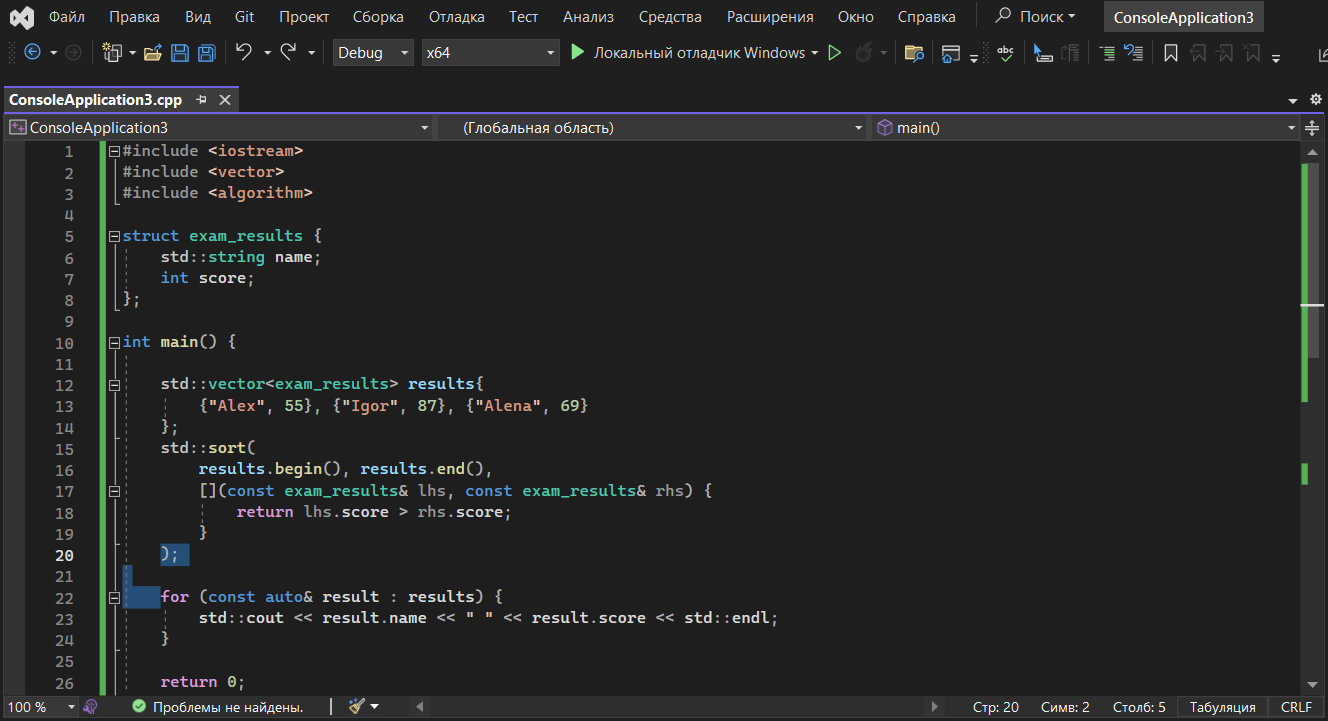 Файл Правка Вид Git Проект Сборка Отладка Тест Анализ Средства Расширения Окно Справка Поиск ConsoleApplication3
Debug x64 Локальный отладчик Windows abc
ConsoleApplication3.cpp
ConsoleApplication3 (Глобальная область) main()
1 #include <iostream>
2 #include <vector>
3 #include <algorithm>
4
5 struct exam_results {
6 std::string name;
7 int score;
8 };
9
10 int main() {
11
12 std::vector<exam_results> results{
13 {"Alex", 55}, {"Igor", 87}, {"Alena", 69}
14 };
15 std::sort(
16 results.begin(), results.end(),
17 [](const exam_results& lhs, const exam_results& rhs) {
18 return lhs.score > rhs.score;
19 }
20 );
21
22 for (const auto& result : results) {
23 std::cout << result.name << " " << result.score << std::endl;
24 }
25
26 return 0;
100 % Проблемы не найдены. Стр: 20 Симв: 2 Столб: 5 Табуляция CRLF